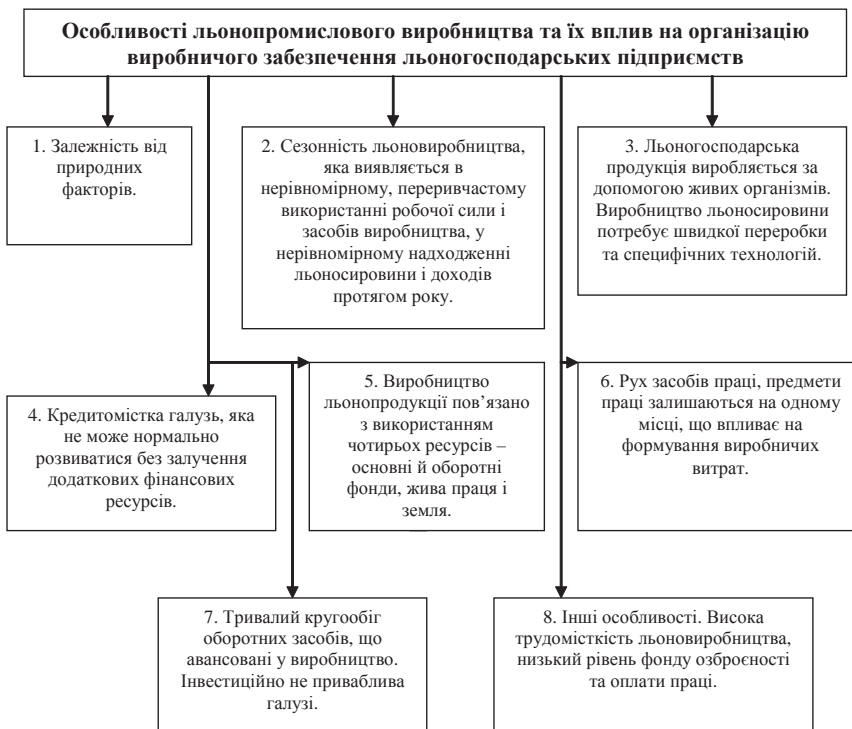 Особливості льонопромислового виробництва та їх вплив на організацію
виробничого забезпечення льоногосподарських підприємств
1. Залежність від
природних
факторів.
2. Сезонність льоновиробництва,
яка виявляється в
нерівномірному, переривчастому
використанні робочої сили і
засобів виробництва, у
нерівномірному надходженні
льоносировини і доходів
протягом року.
3. Льоногосподарська
продукція виробляється за
допомогою живих організмів.
Виробництво льоносировини
потребує швидкої переробки
та специфічних технологій.
4. Кредитомістка галузь, яка
не може нормально
розвиватися без залучення
додаткових фінансових
ресурсів.
5. Виробництво
льонопродукції пов’язано
з використанням
чотирьох ресурсів –
основні й оборотні
фонди, жива праця і
земля.
6. Рух засобів праці, предмети
праці залишаються на одному
місці, що впливає на
формування виробничих
витрат.
7. Тривалий кругообіг
оборотних засобів, що
авансовані у виробництво.
Інвестиційно не приваблива
галузі.
8. Інші особливості. Висока
трудомісткість льоновиробництва,
низький рівень фонду озброєності
та оплати праці.